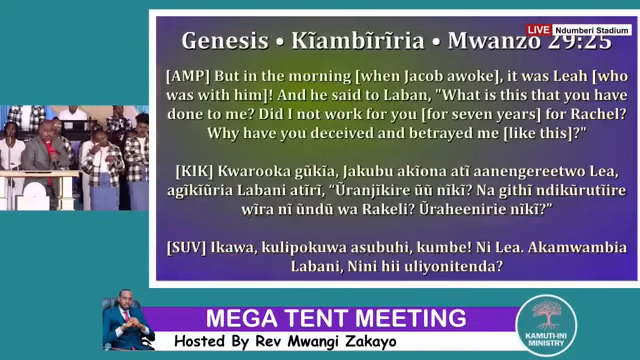 LIVE Ndumberi Stadium
Genesis • Kĩambĩrĩria • Mwanzo 29:25
[AMP] But in the morning [when Jacob awoke], it was Leah [who
was with him]! And he said to Laban, "What is this that you have
done to me? Did I not work for you [for seven years] for Rachel?
Why have you deceived and betrayed me [like this]?"
[KIK] Kwarooka gũkĩa, Jakubu akĩona atĩ aanengereetwo Lea,
agĩkĩũria Labani atĩrĩ, “Ũranjĩkire ũũ nĩkĩ? Na githĩ ndikũrutĩire
wĩra nĩ ũndũ wa Rakeli? Ũraheenirie nĩkĩ?”
[SUV] Ikawa, kulipokuwa asubuhi, kumbe! Ni Lea. Akamwambia
Labani, Nini hii uliyonitenda?
MEGA TENT MEETING
Hosted By Rev Mwangi Zakayo
KAMUTI-INI
MINISTRY